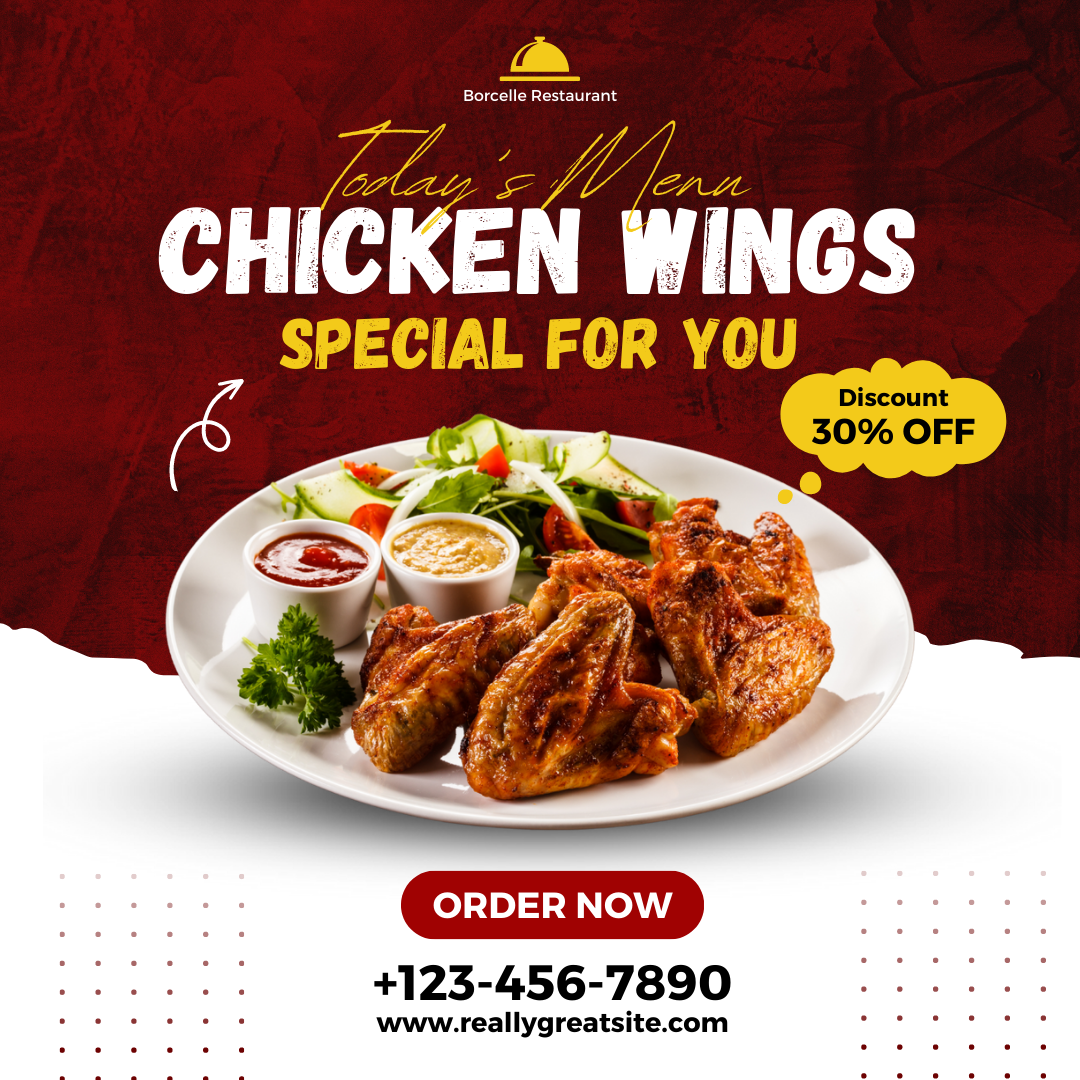 Borcelle Restaurant
Today's Menu
CHICKEN WINGS
SPECIAL FOR YOU
Discount
30% OFF
ORDER NOW
+123-456-7890
www.reallygreatsite.com